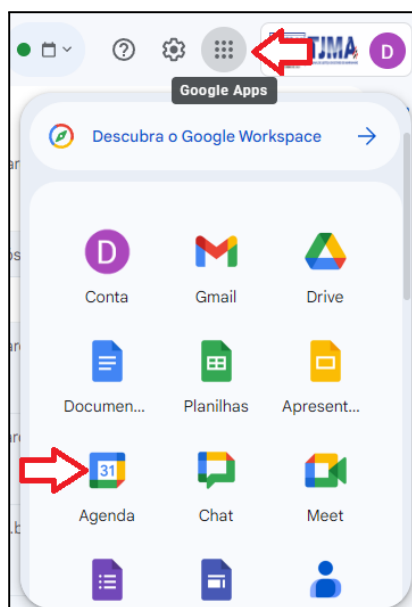 TJMA
D
Google Apps
Descubra o Google Workspace
D
Conta
Gmail
Drive
Documen...
Planilhas
Apresent...
31
Agenda
Chat
Meet